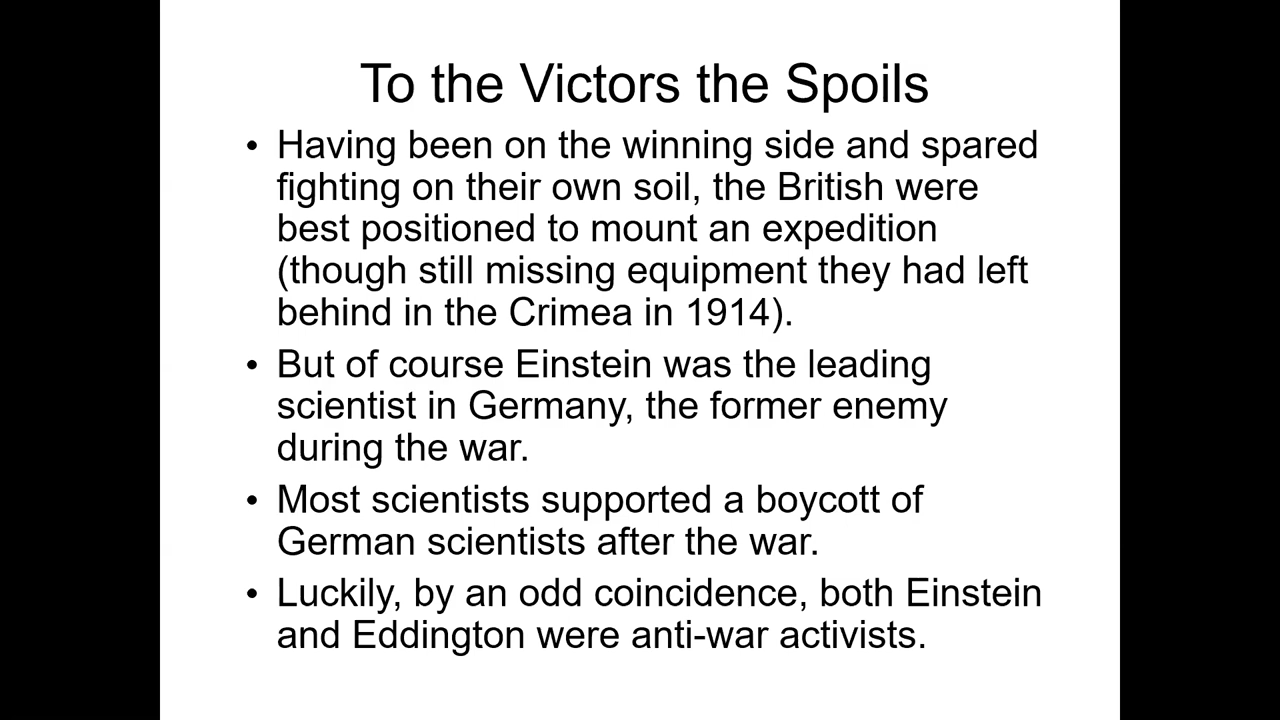 To the Victors the Spoils
• Having been on the winning side and spared
fighting on their own soil, the British were
best positioned to mount an expedition
(though still missing equipment they had left
behind in the Crimea in 1914).
• But of course Einstein was the leading
scientist in Germany, the former enemy
during the war.
• Most scientists supported a boycott of
German scientists after the war.
• Luckily, by an odd coincidence, both Einstein
and Eddington were anti-war activists.